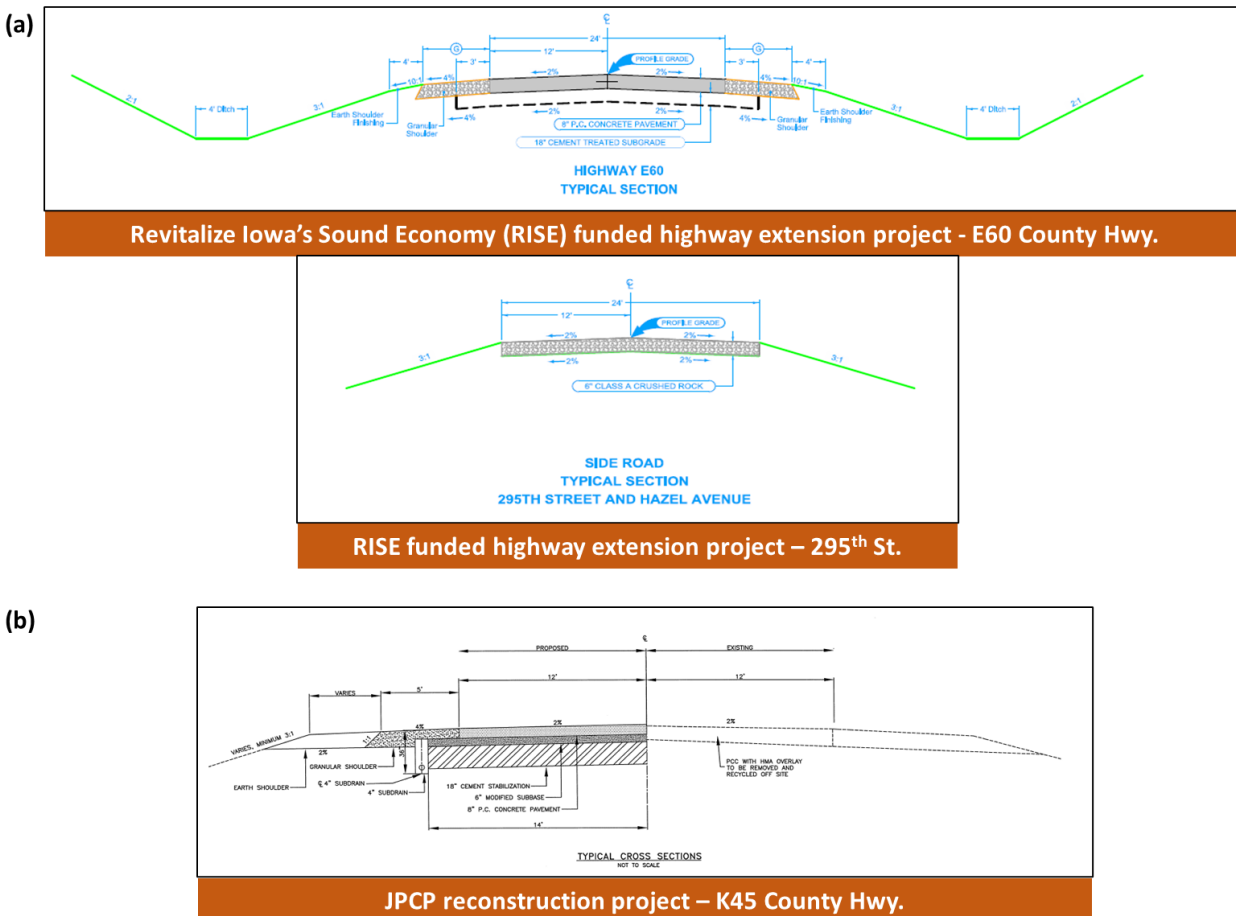 (a)
℄
24'
G
12'
G
4'
3'
PROFILE GRADE
3'
4'
10:1
4%
2%
2%
4%
10:1
2:1
4' Ditch
3:1
Earth Shoulder
Finishing
Granular
Shoulder
4%
2%
2%
4%
Granular
Shoulder
Earth Shoulder
Finishing
3:1
4' Ditch
2:1
8" P.C. CONCRETE PAVEMENT
18" CEMENT TREATED SUBGRADE
HIGHWAY E60
TYPICAL SECTION
Revitalize Iowa's Sound Economy (RISE) funded highway extension project - E60 County Hwy.
℄
24'
12'
PROFILE GRADE
2%
2%
3:1
2%
2%
3:1
6" CLASS A CRUSHED ROCK
SIDE ROAD
TYPICAL SECTION
295TH STREET AND HAZEL AVENUE
RISE funded highway extension project – 295th St.
(b)
℄
PROPOSED
EXISTING
12'
12'
VARIES
5'
4%
2%
2%
VARIES, MINIMUM 3:1
1:1
2%
36"
GRANULAR SHOULDER
EARTH SHOULDER
℄ 4" SUBDRAIN
4" SUBDRAIN
18" CEMENT STABILIZATION
6" MODIFIED SUBBASE
8" P.C. CONCRETE PAVEMENT
PCC WITH HMA OVERLAY
TO BE REMOVED AND
RECYCLED OFF SITE
14'
TYPICAL CROSS SECTIONS
NOT TO SCALE
JPCP reconstruction project – K45 County Hwy.